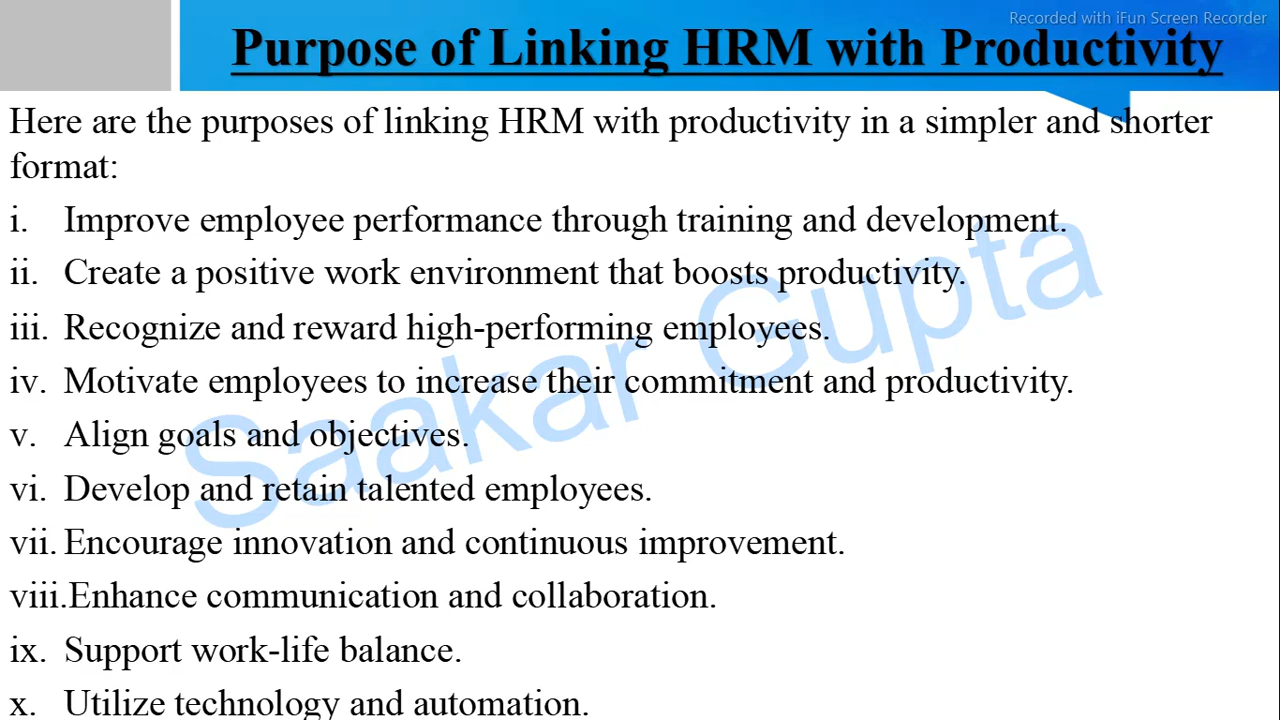 Recorded with iFun Screen Recorder
Purpose of Linking HRM with Productivity
Here are the purposes of linking HRM with productivity in a simpler and shorter
format:
i. Improve employee performance through training and development.
ii. Create a positive work environment that boosts productivity.
iii. Recognize and reward high-performing employees.
iv. Motivate employees to increase their commitment and productivity.
v. Align goals and objectives.
vi. Develop and retain talented employees.
vii. Encourage innovation and continuous improvement.
viii.Enhance communication and collaboration.
ix. Support work-life balance.
x. Utilize technology and automation.
Saakar Gupta